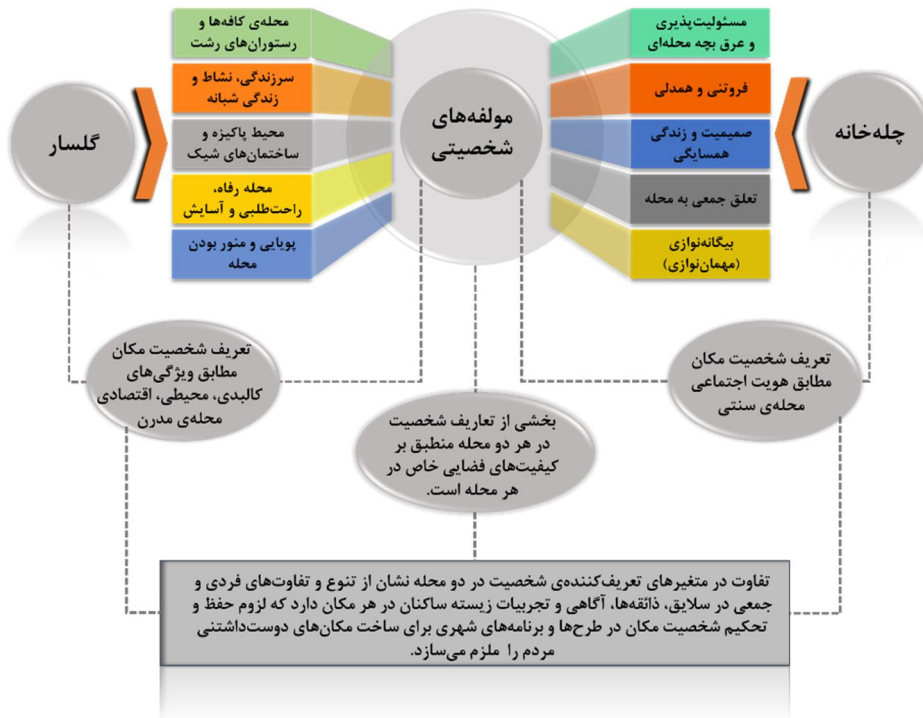 مسئولیت‌پذیری
و عرق بچه محله‌ای
فروتنی و همدلی
صمیمیت و زندگی
همسایگی
تعلق جمعی به محله
بیگانه‌نوازی
(مهمان‌نوازی)
چله‌خانه
مولفه‌های
شخصیتی
محله‌ی کافه‌ها و
رستوران‌های رشت
سرزندگی، نشاط و
زندگی شبانه
محیط پاکیزه و
ساختمان‌های شیک
محله رفاه،
راحت‌طلبی و آسایش
پویایی و منور بودن
محله
گلسار
تعریف شخصیت مکان
مطابق هویت اجتماعی
محله‌ی سنتی
بخشی از تعاریف شخصیت
در هر دو محله منطبق بر
کیفیت‌های فضایی خاص در
هر محله است.
تعریف شخصیت مکان
مطابق ویژگی‌های
کالبدی، محیطی، اقتصادی
محله‌ی مدرن
تفاوت در متغیرهای تعریف‌کننده‌ی شخصیت در دو محله نشان از تنوع و تفاوت‌های فردی و
جمعی در سلایق، ذائقه‌ها، آگاهی و تجربیات زیسته ساکنان در هر مکان دارد که لزوم حفظ و
تحکیم شخصیت مکان در طرح‌ها و برنامه‌های شهری برای ساخت مکان‌های دوست‌داشتنی
مردم را ملزم می‌سازد.